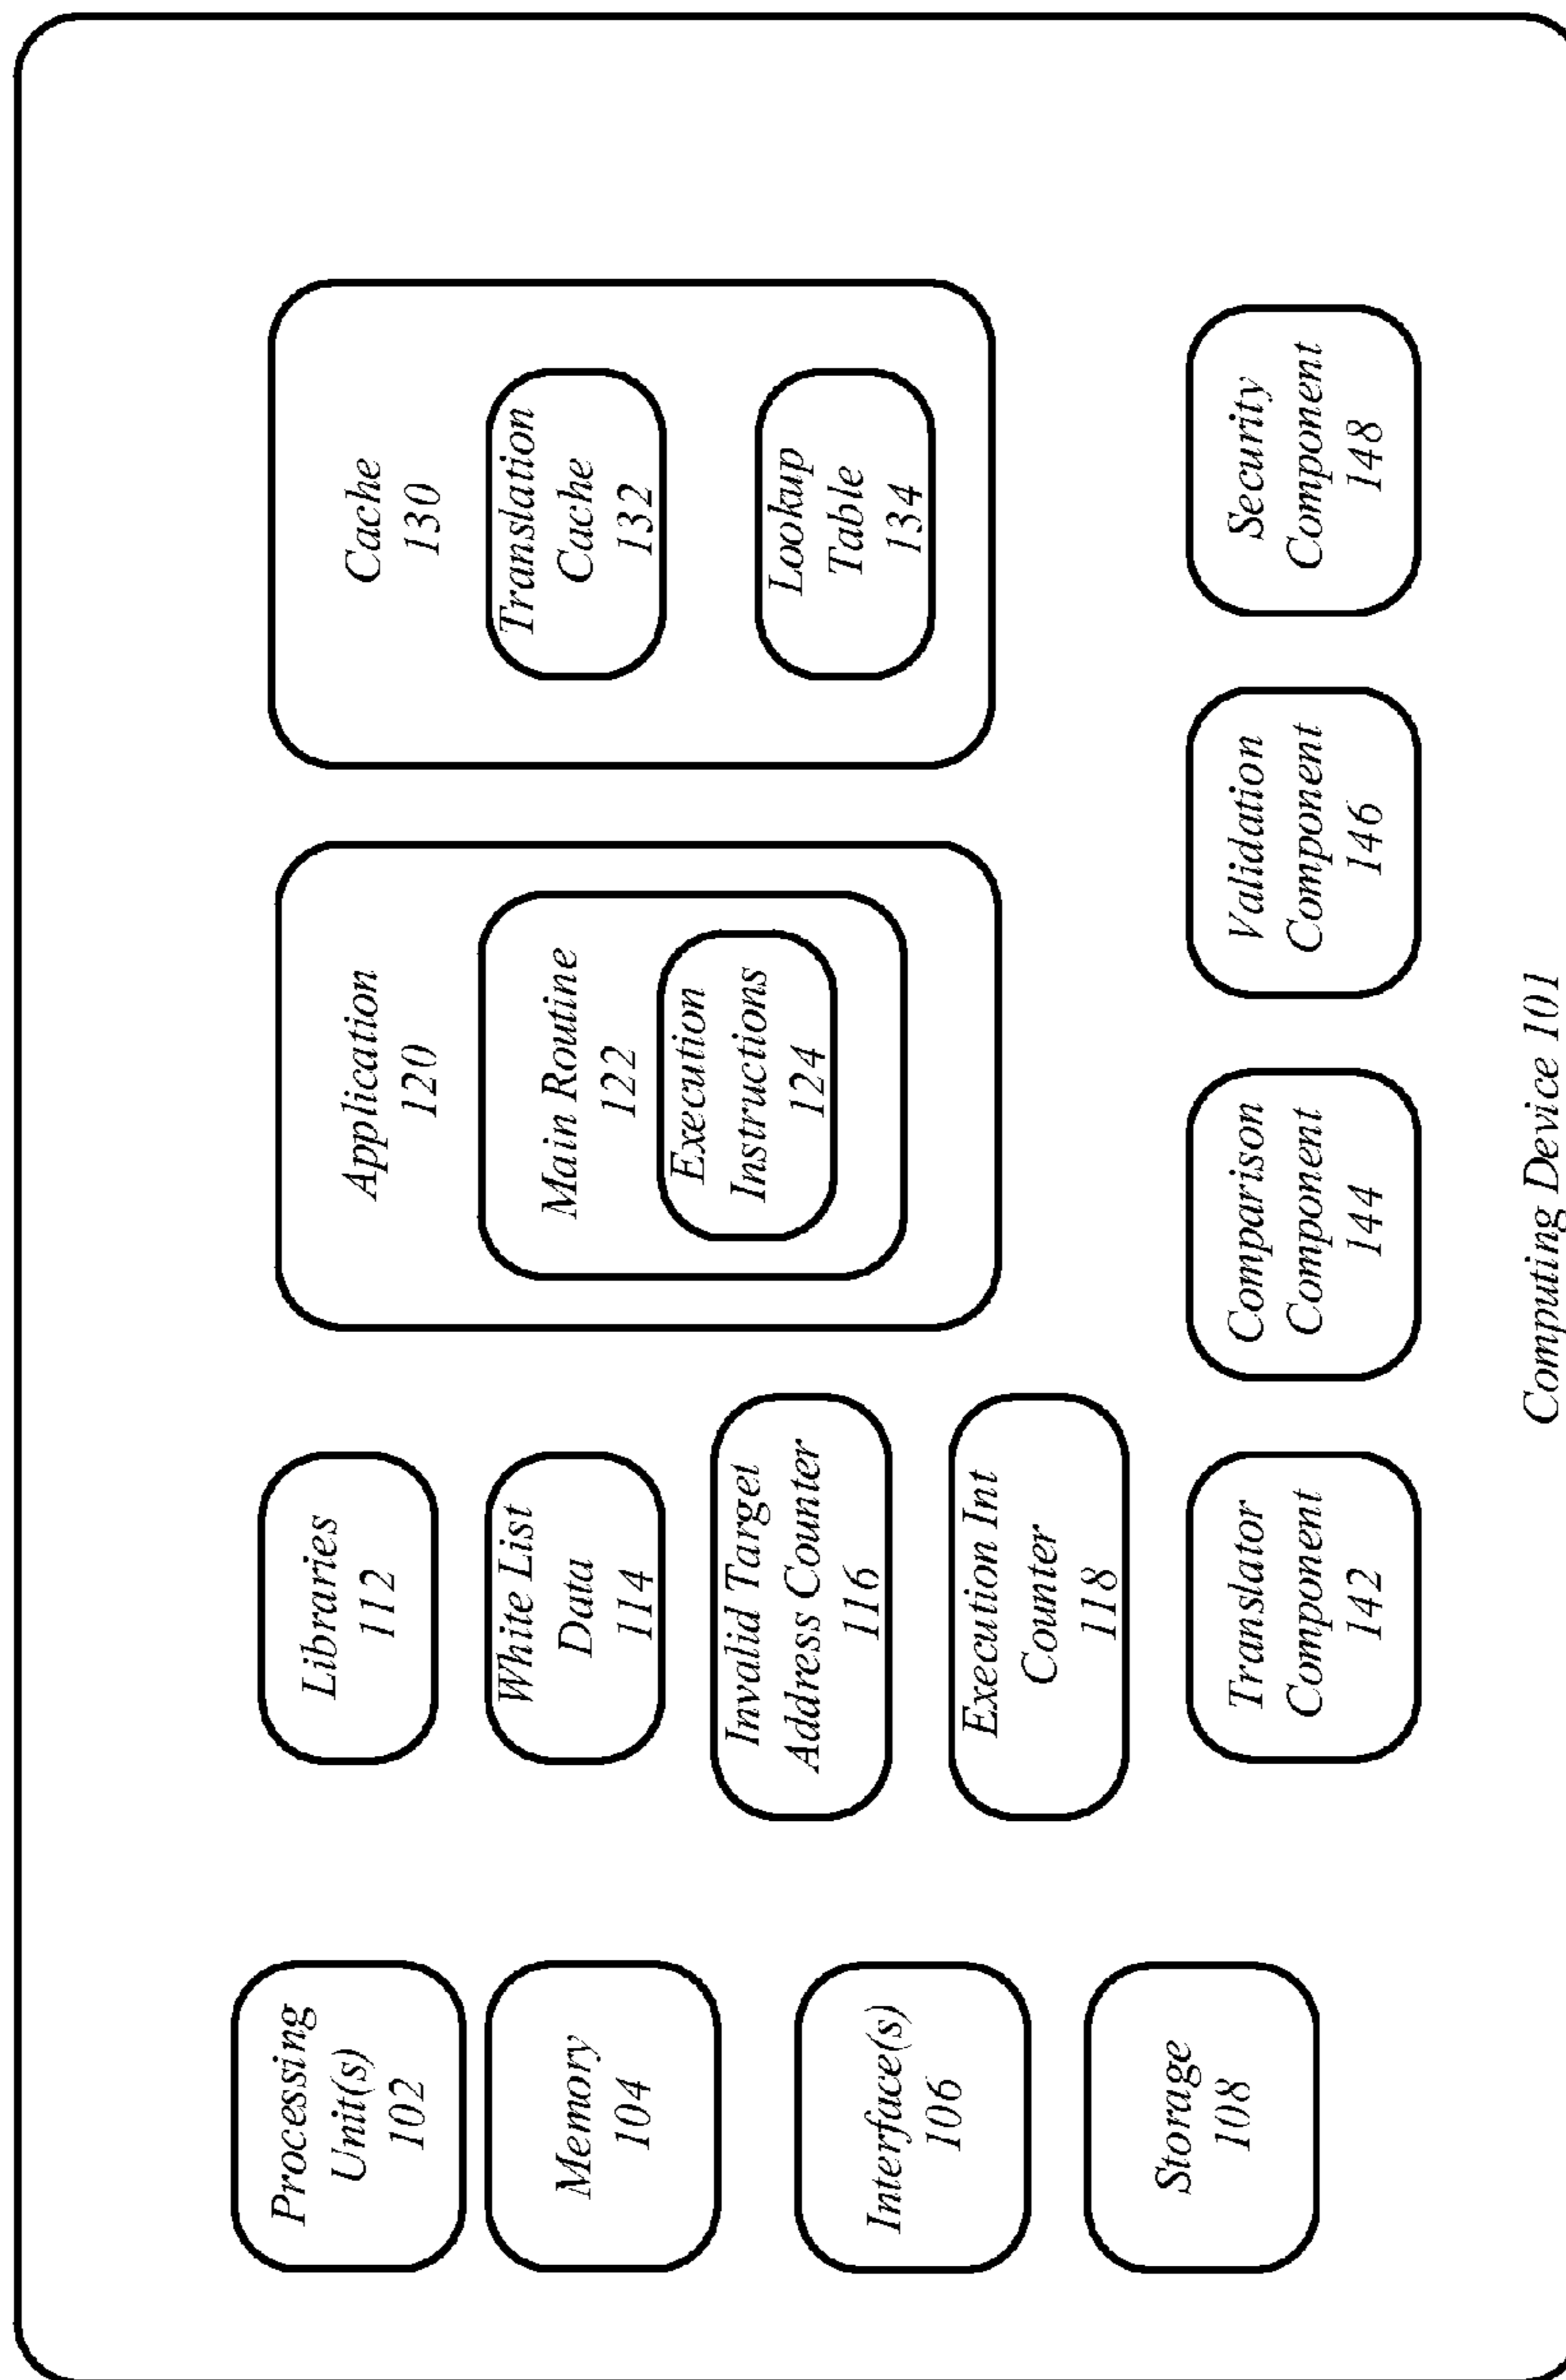 Processing
Unit(s)
102
Memory
104
Interface(s)
106
Storage
108
Libraries
112
White List
Data
114
Invalid Target
Address Counter
116
Execution Int
Counter
118
Application
120
Main Routine
122
Execution
Instructions
124
Cache
130
Translation
Cache
132
Lookup
Table
134
Translator
Component
142
Comparison
Component
144
Validation
Component
146
Security
Component
148
Computing Device 101